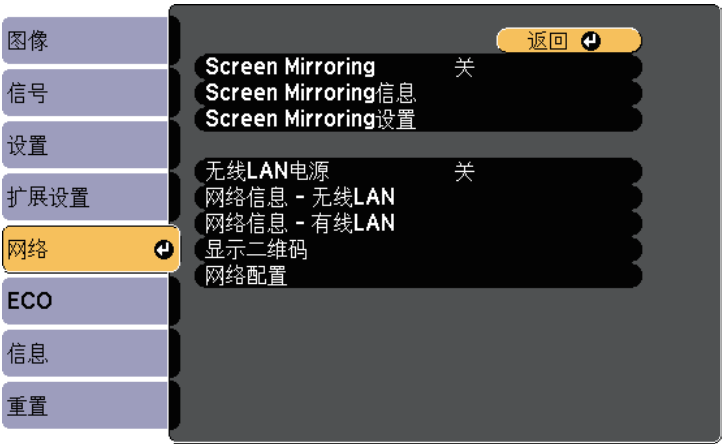 图像
信号
设置
扩展设置
网络
ECO
信息
重置
返回
Screen Mirroring 关
Screen Mirroring信息
Screen Mirroring设置
无线LAN电源 关
网络信息 - 无线LAN
网络信息 - 有线LAN
显示二维码
网络配置